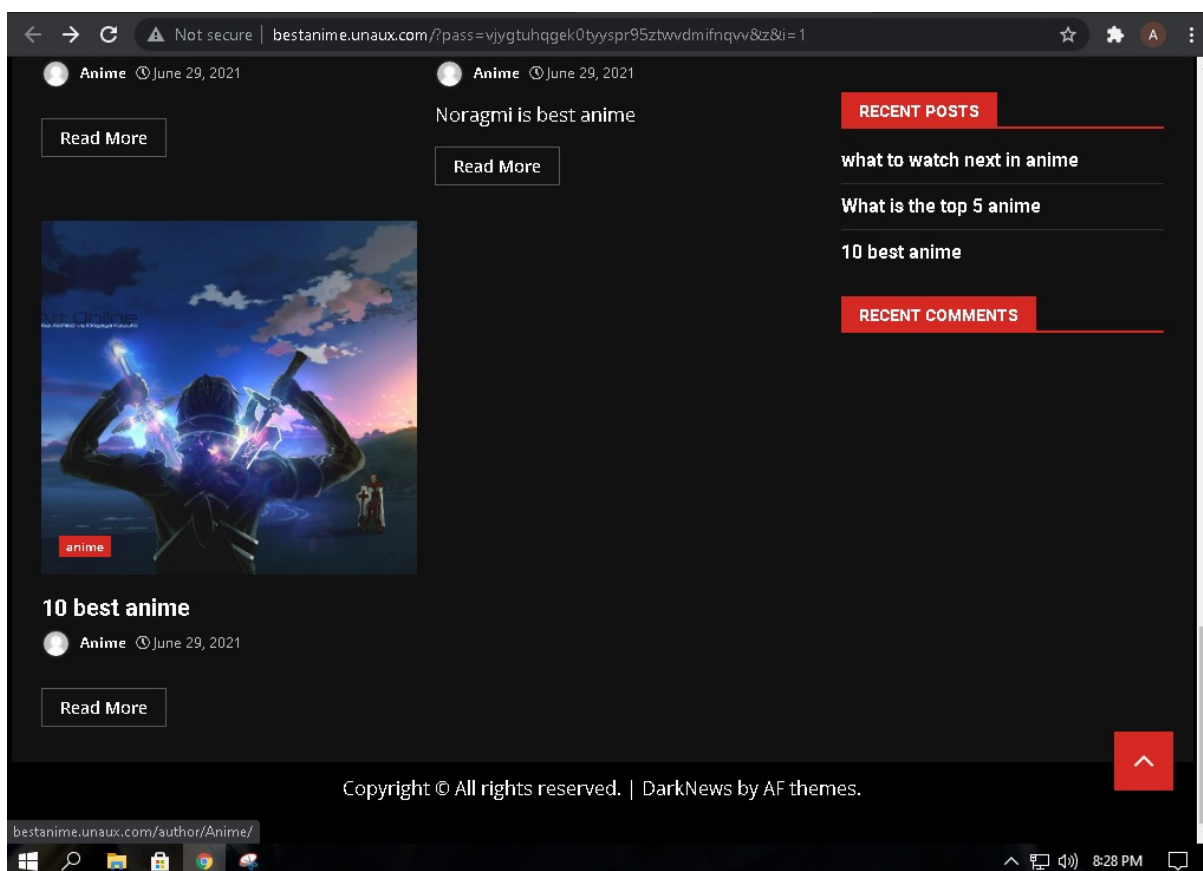 Not secure | bestanime.unaux.com/?pass=vjygtuhqgek0tyyspr95ztwvdmifnqvv&z&i=1
A
Anime June 29, 2021
Read More
Anime June 29, 2021
Noragmi is best anime
Read More
Art Online
anime
10 best anime
Anime June 29, 2021
Read More
RECENT POSTS
what to watch next in anime
What is the top 5 anime
10 best anime
RECENT COMMENTS
Copyright © All rights reserved. | DarkNews by AF themes.
bestanime.unaux.com/author/Anime/
8:28 PM